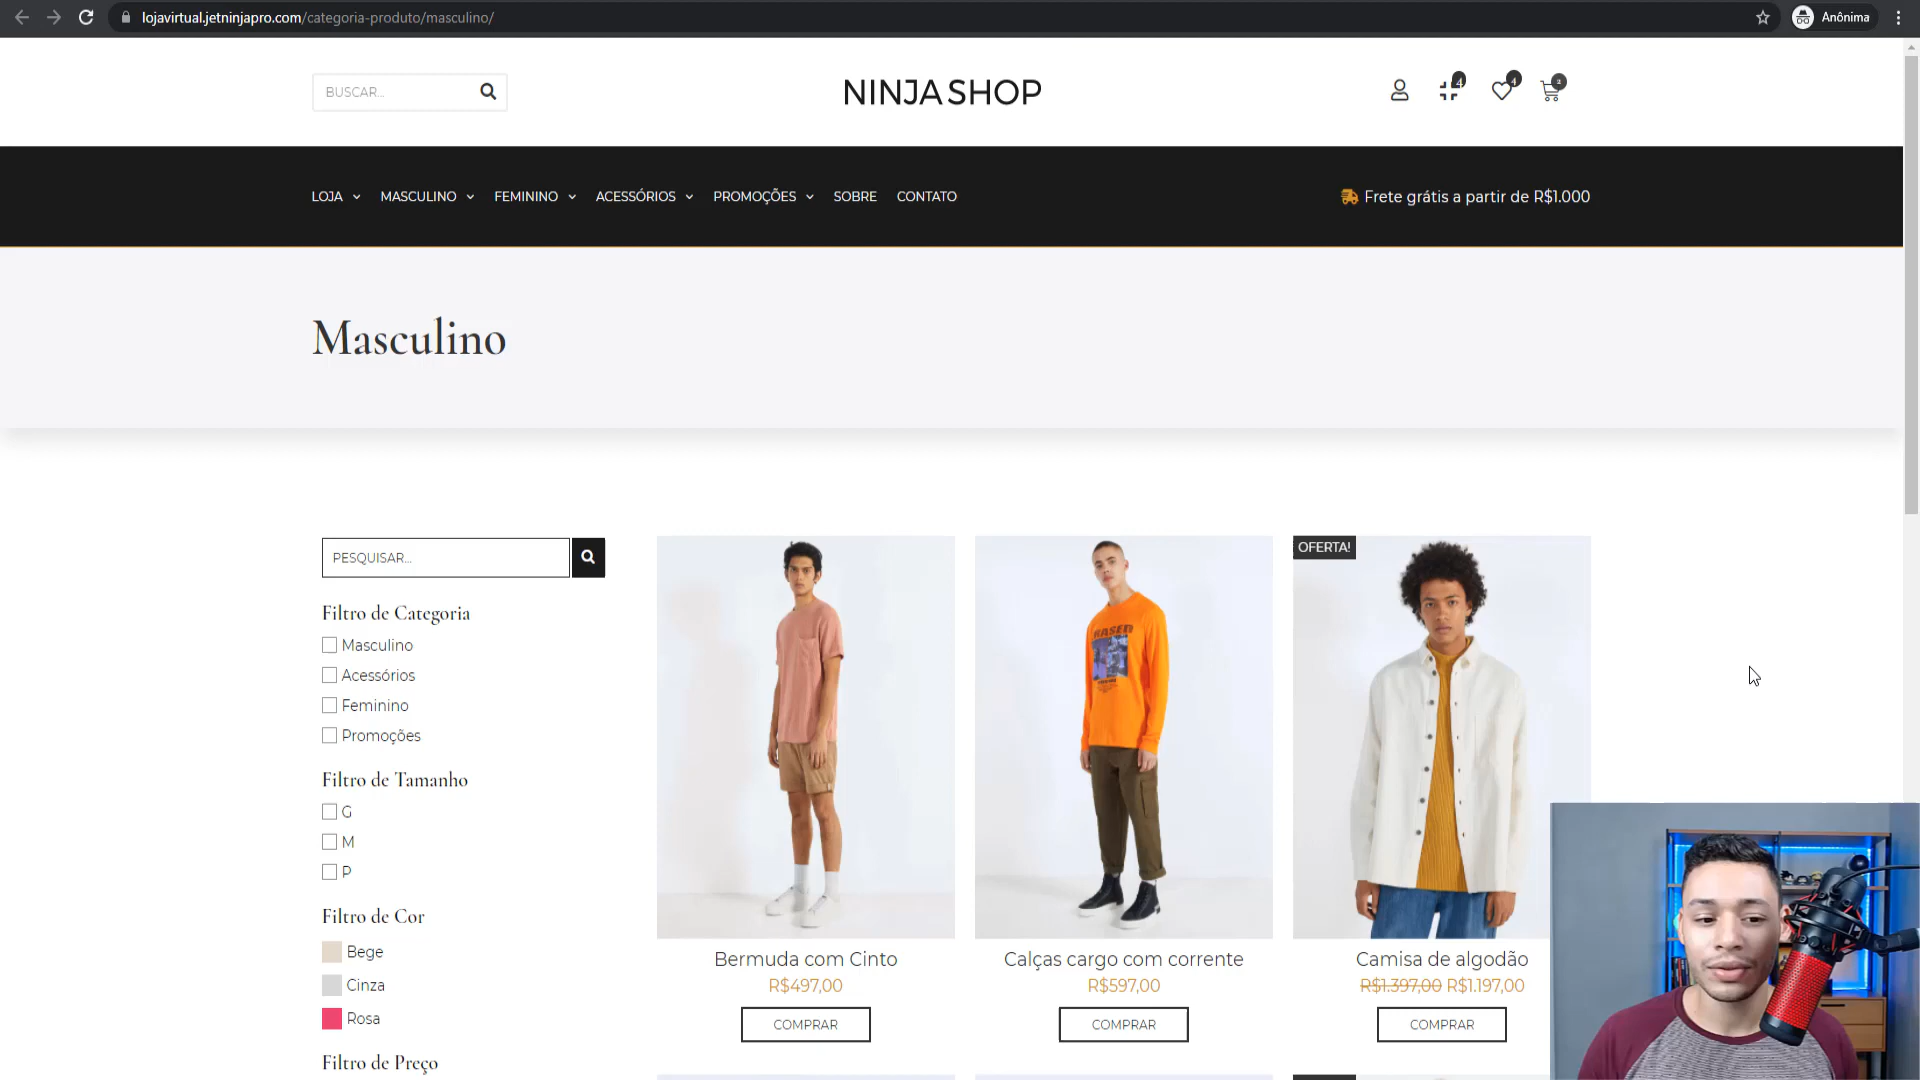 lojavirtual.jetninjapro.com/categoria-produto/masculino/
Anônima
BUSCAR...
NINJA SHOP
4
4
2
LOJA
MASCULINO
FEMININO
ACESSÓRIOS
PROMOÇÕES
SOBRE
CONTATO
Frete grátis a partir de R$1.000
Masculino
PESQUISAR...
Filtro de Categoria
Masculino
Acessórios
Feminino
Promoções
Filtro de Tamanho
G
M
P
Filtro de Cor
Bege
Cinza
Rosa
Filtro de Preço
Bermuda com Cinto
R$497,00
COMPRAR
Calças cargo com corrente
R$597,00
COMPRAR
OFERTA!
Camisa de algodão
R$1.397,00 R$1.197,00
COMPRAR